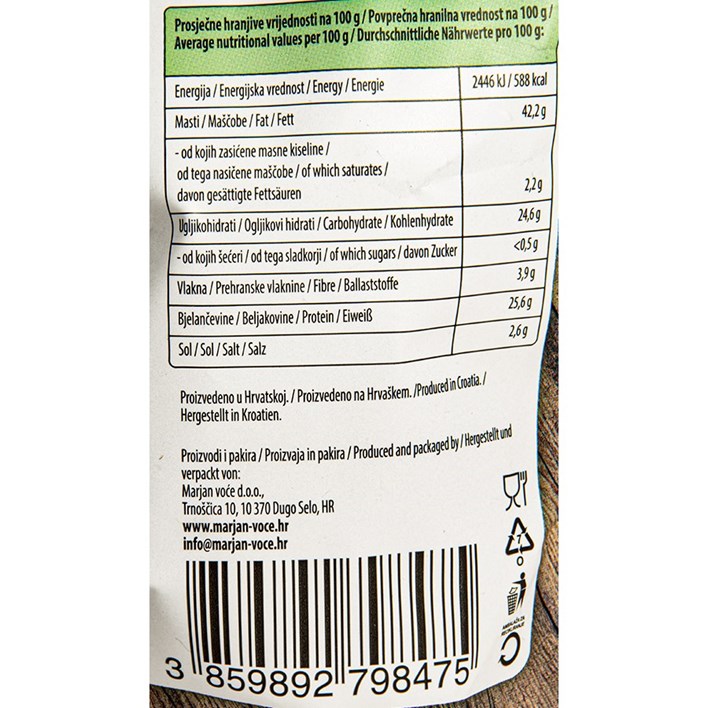 Prosječne hranjive vrijednosti na 100 g / Povprečna hranilna vrednost na 100 g /
Average nutritional values per 100 g / Durchschnittliche Nährwerte pro 100 g:
Energija / Energijska vrednost / Energy / Energie 2446 kJ / 588 kcal
Masti / Maščobe / Fat / Fett 42,2 g
- od kojih zasićene masne kiseline /
od tega nasičene maščobe / of which saturates /
davon gesättigte Fettsäuren 2,2 g
Ugljikohidrati / Ogljikovi hidrati / Carbohydrate / Kohlenhydrate 24,6 g
- od kojih šećeri / od tega sladkorji / of which sugars / davon Zucker <0,5 g
Vlakna / Prehranske vlaknine / Fibre / Ballaststoffe 3,9 g
Bjelančevine / Beljakovine / Protein / Eiweiß 25,6 g
Sol / Sol / Salt / Salz 2,6 g
Proizvedeno u Hrvatskoj. / Proizvedeno na Hrvaškem. /Produced in Croatia. /
Hergestellt in Kroatien.
Proizvodi i pakira / Proizvaja in pakira / Produced and packaged by / Hergestellt und
verpackt von:
Marjan voće d.o.o.,
Trnoščica 10, 10 370 Dugo Selo, HR
www.marjan-voce.hr
info@marjan-voce.hr
7
O
AMBALAŽA ZA
RECIKLIRANJE
3 859892 798475